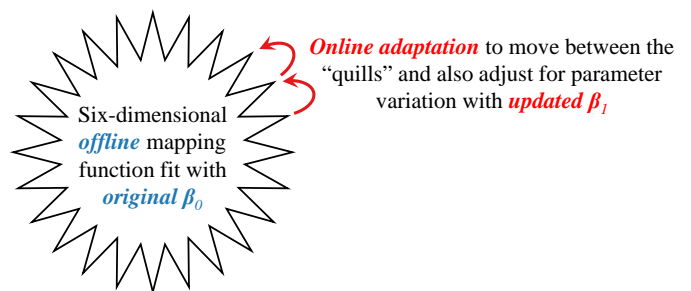 Six-dimensional
offline mapping
function fit with
original β₀
Online adaptation to move between the
“quills” and also adjust for parameter
variation with updated β₁